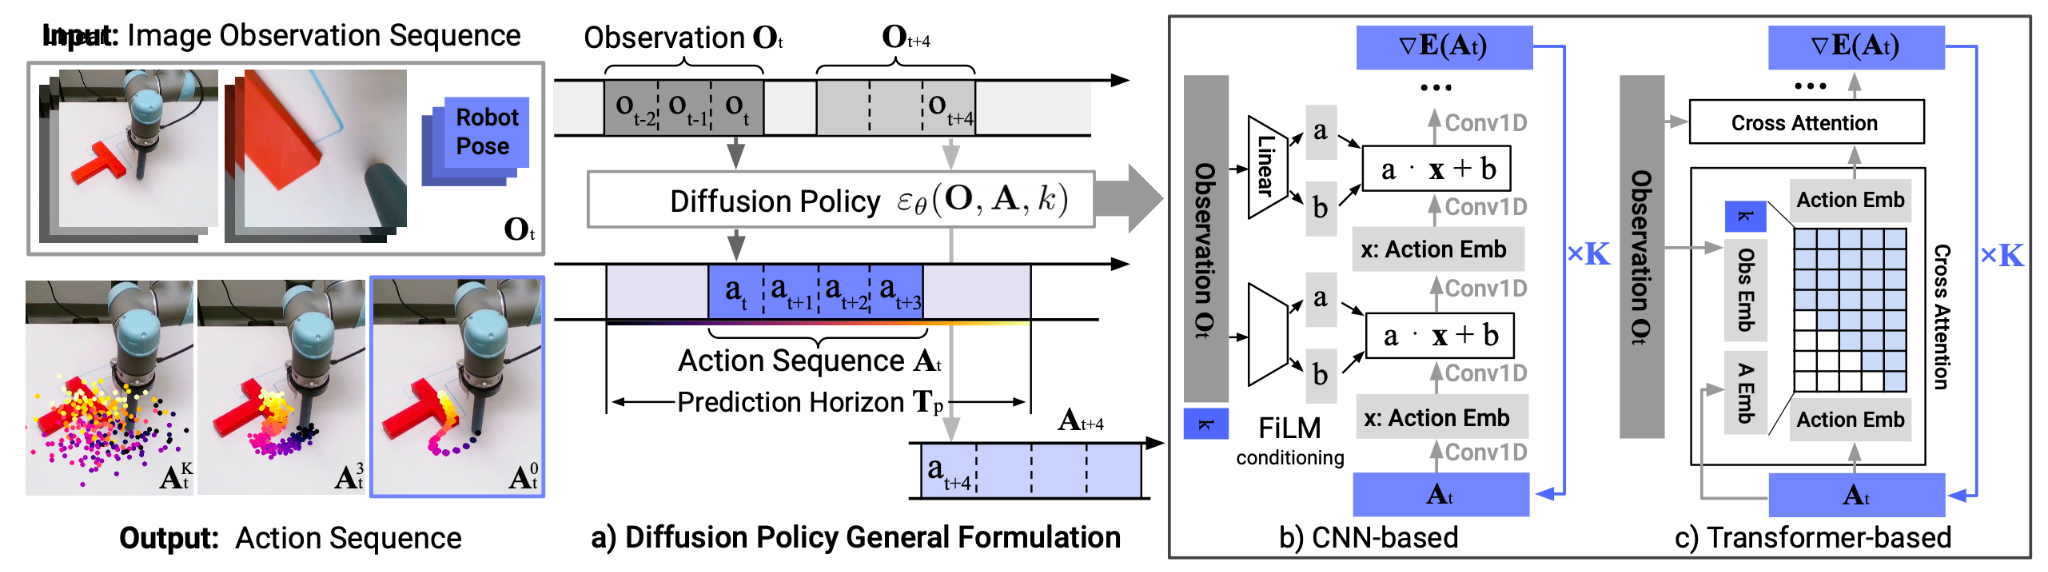 Input: Image Observation Sequence
Robot
Pose
Ot
A K t
A 3 t
A 0 t
Output: Action Sequence
Observation Ot
Ot+4
ot-2 ot-1 ot
ot+4
Diffusion Policy εθ(O, A, k)
at at+1 at+2 at+3
Action Sequence At
Prediction Horizon Tp
At+4
at+4
a) Diffusion Policy General Formulation
∇E(At)
...
Conv1D
Observation Ot
Linear
a
b
a · x + b
Conv1D
x: Action Emb
Conv1D
a
b
a · x + b
Conv1D
x: Action Emb
Conv1D
k
FiLM
conditioning
At
×K
b) CNN-based
∇E(At)
...
Cross Attention
Observation Ot
Action Emb
k
Obs Emb
A Emb
Cross Attention
Action Emb
At
×K
c) Transformer-based